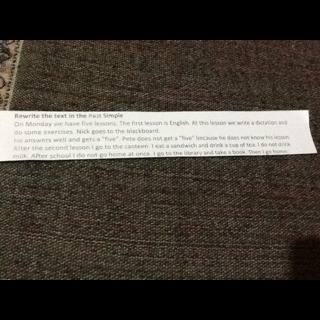 Rewrite the text in the Past Simple
On Monday we have five lessons. The first lesson is English. At this lesson we write a dictation and
do some exercises. Nick goes to the blackboard.
He answers well and gets a "five". Pete does not get a "five" because he does not know his lesson.
After the second lesson I go to the canteen. I eat a sandwich and drink a cup of tea. I do not drink
milk. After school I do not go home at once. I go to the library and take a book. Then I go home.